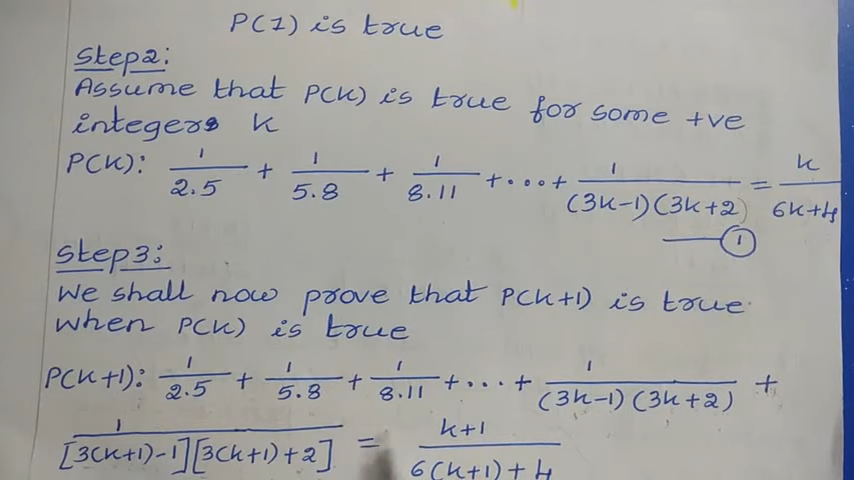 P(1) is true
Step2:
Assume that P(K) is true for some +ve
integers K
P(K): 1/2.5 + 1/5.8 + 1/8.11 + ... + 1/(3K-1)(3K+2) = K/6K+4
1
Step3:
We shall now prove that P(K+1) is true
when P(K) is true
P(K+1): 1/2.5 + 1/5.8 + 1/8.11 + ... + 1/(3K-1)(3K+2) +
1/[3(K+1)-1][3(K+1)+2] = K+1/6(K+1)+4